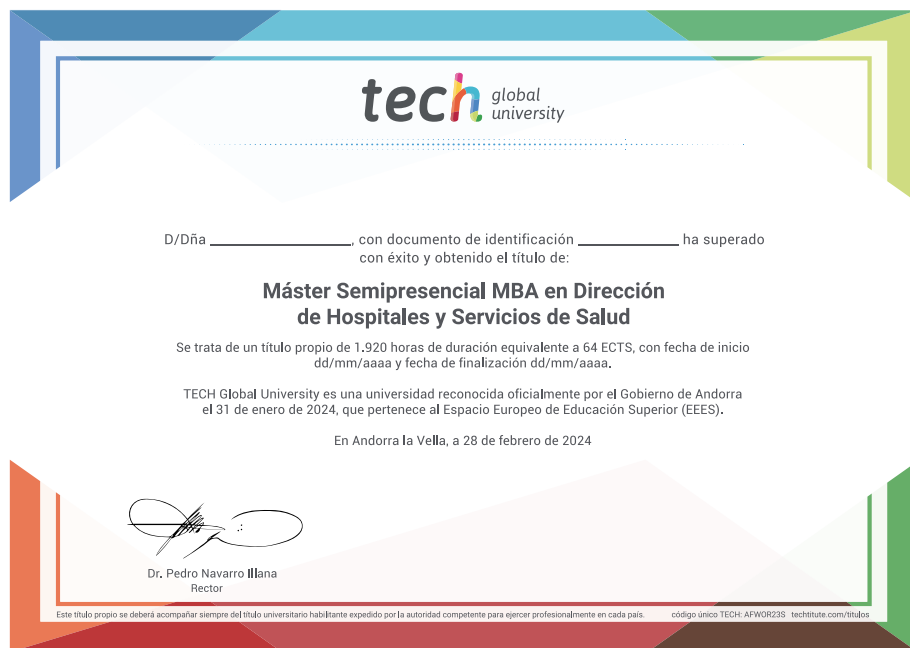 tech global university
D/Dña ____________, con documento de identificación ____________ ha superado
con éxito y obtenido el título de:
Máster Semipresencial MBA en Dirección
de Hospitales y Servicios de Salud
Se trata de un título propio de 1.920 horas de duración equivalente a 64 ECTS, con fecha de inicio
dd/mm/aaaa y fecha de finalización dd/mm/aaaa.
TECH Global University es una universidad reconocida oficialmente por el Gobierno de Andorra
el 31 de enero de 2024, que pertenece al Espacio Europeo de Educación Superior (EEES).
En Andorra la Vella, a 28 de febrero de 2024
Dr. Pedro Navarro Illana
Rector
Este título propio se deberá acompañar siempre del título universitario habilitante expedido por la autoridad competente para ejercer profesionalmente en cada país. código único TECH: AFWOR23S techtitute.com/titulos